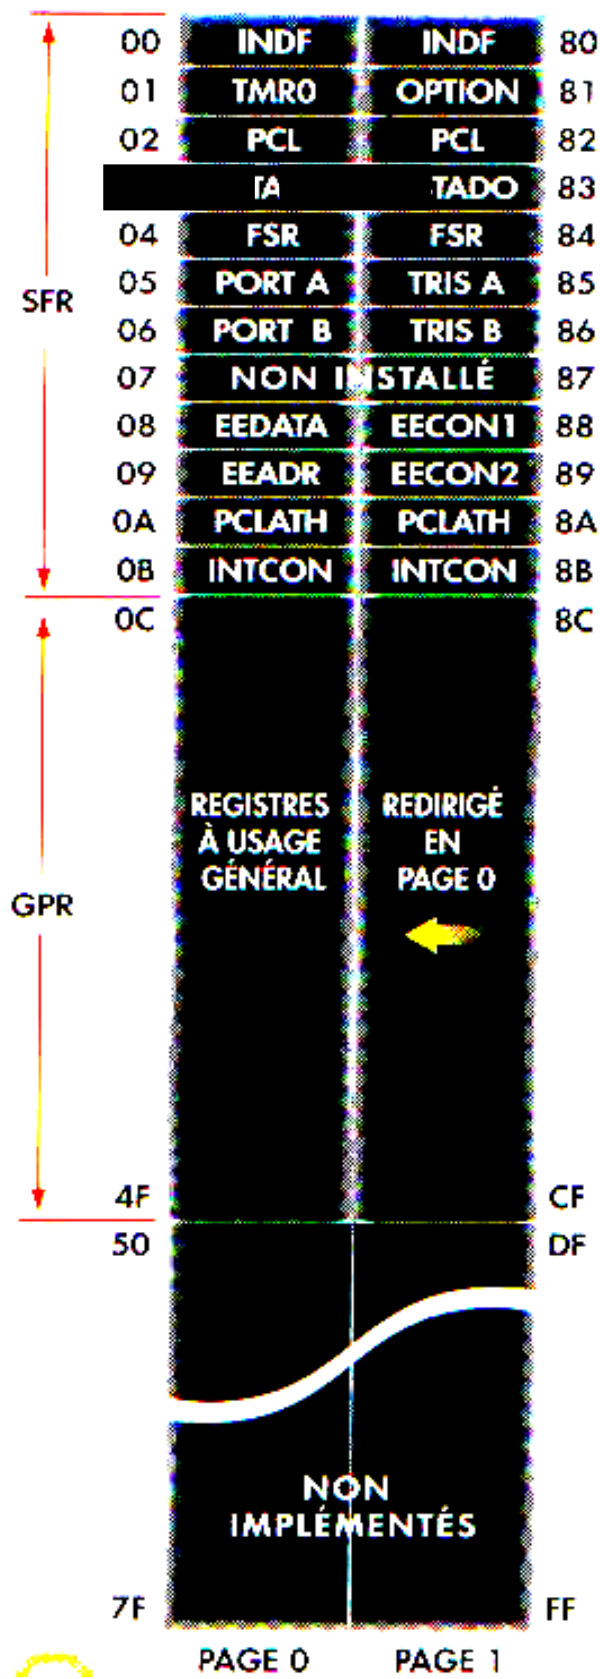 00 INDF INDF 80
01 TMR0 OPTION 81
02 PCL PCL 82
TADO 83
04 FSR FSR 84
05 PORT A TRIS A 85
SFR
06 PORT B TRIS B 86
07 NON INSTALLÉ 87
08 EEDATA EECON1 88
09 EEADR EECON2 89
0A PCLATH PCLATH 8A
0B INTCON INTCON 8B
0C 8C
REGISTRES REDIRIGÉ
À USAGE EN
GÉNÉRAL PAGE 0
GPR
4F CF
50 DF
NON
IMPLÉMENTÉS
7F FF
PAGE 0 PAGE 1